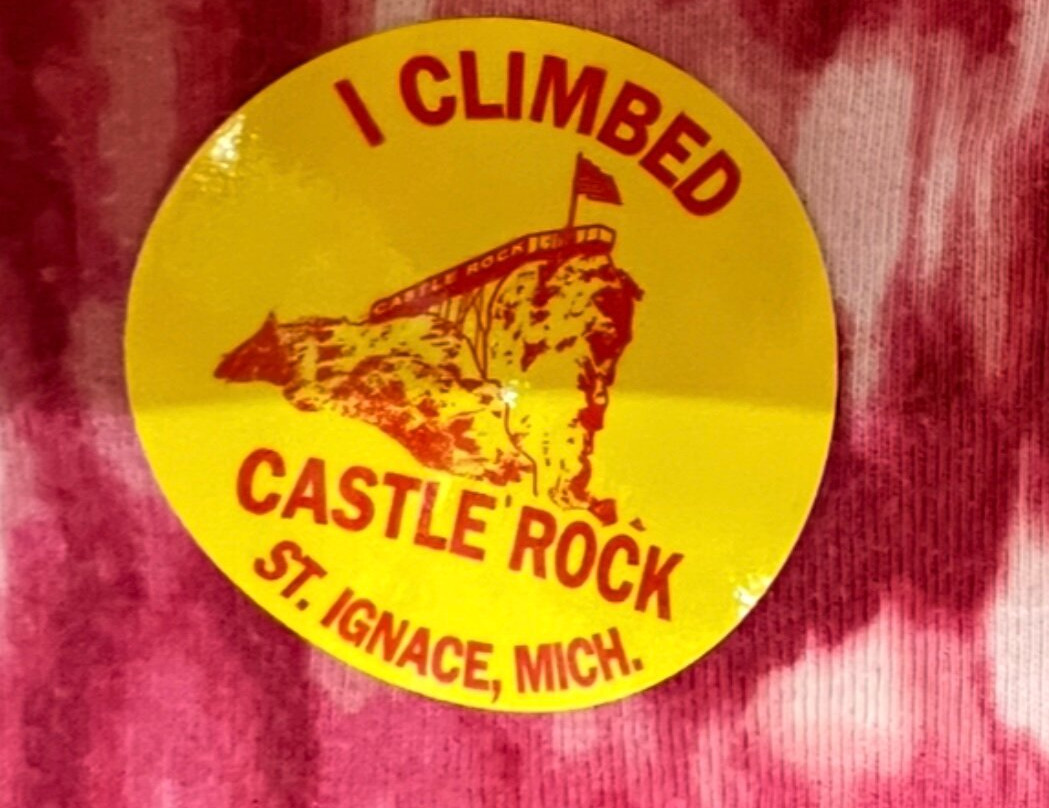 I CLIMBED
CASTLE ROCK
CASTLE ROCK
ST. IGNACE, MICH.